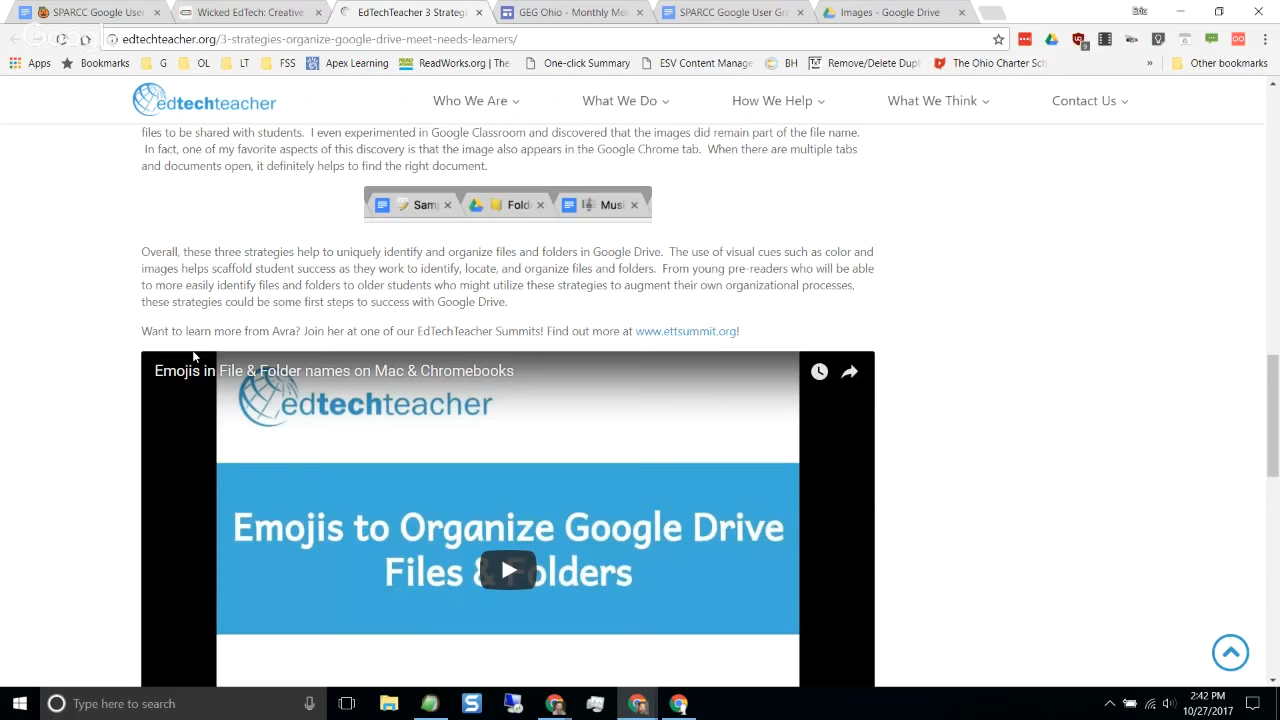 SPARCC Google User
Wicked EdTech: Creative
EdTechTeacher 3 Strategi
GEG Ohio - Monthly Me
SPARCC Google User Gro
Images - Google Drive
edtechteacher.org/3-strategies-organize-google-drive-meet-needs-learners/
Apps Bookmarks G OL LT FSS Apex Learning ReadWorks.org | The One-click Summary ESV Content Manage BH Remove/Delete Dupl The Ohio Charter Sch » Other bookmarks
edtechteacher Who We Are What We Do How We Help What We Think Contact Us
files to be shared with students. I even experimented in Google Classroom and discovered that the images did remain part of the file name.
In fact, one of my favorite aspects of this discovery is that the image also appears in the Google Chrome tab. When there are multiple tabs
and documents open, it definitely helps to find the right document.
Sam Fold Musi
Overall, these three strategies help to uniquely identify and organize files and folders in Google Drive. The use of visual cues such as color and
images helps scaffold student success as they work to identify, locate, and organize files and folders. From young pre-readers who will be able
to more easily identify files and folders to older students who might utilize these strategies to augment their own organizational processes,
these strategies could be some first steps to success with Google Drive.
Want to learn more from Avra? Join her at one of our EdTechTeacher Summits! Find out more at www.ettsummit.org!
Emojis in File & Folder names on Mac & Chromebooks
edtechteacher
Emojis to Organize Google Drive
Files & Folders
Type here to search
2:42 PM
10/27/2017